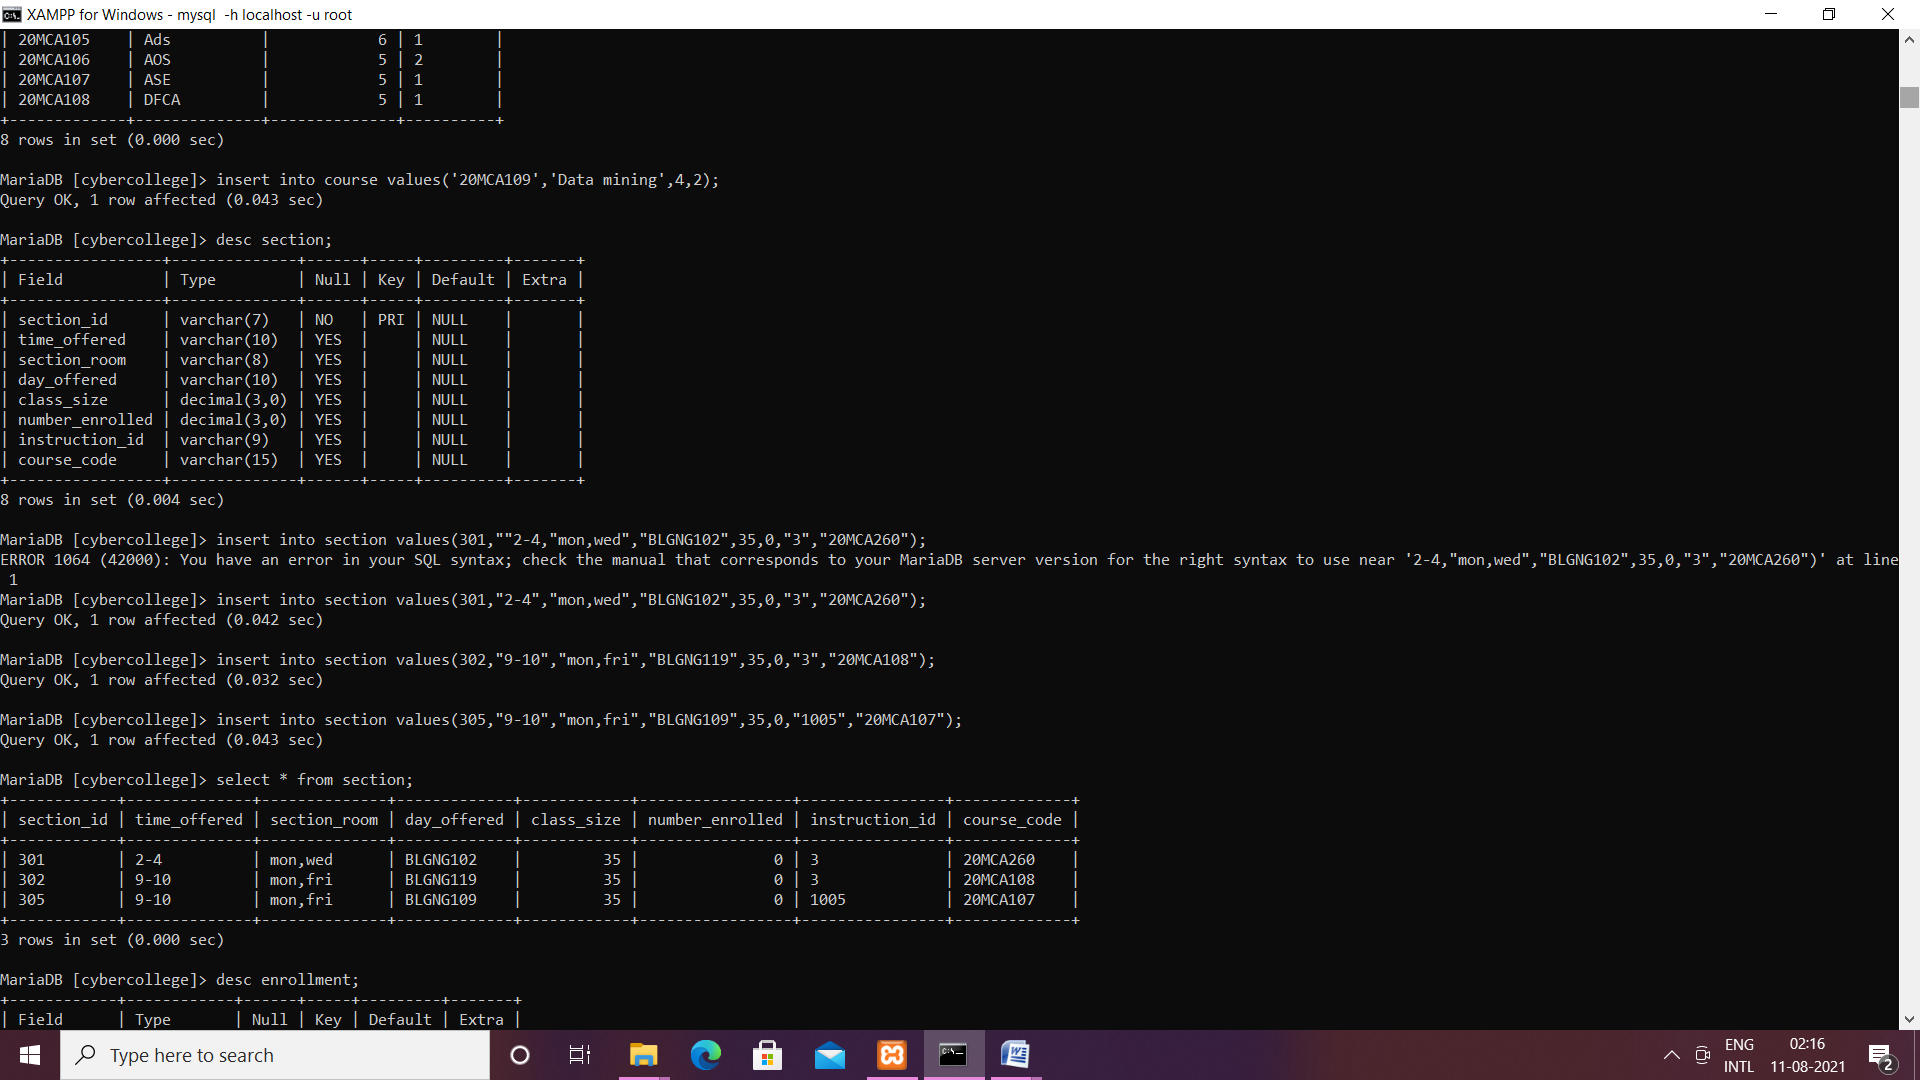 XAMPP for Windows - mysql  -h localhost -u root
| 20MCA105    | Ads          |            6 | 1        |
| 20MCA106    | AOS          |            5 | 2        |
| 20MCA107    | ASE          |            5 | 1        |
| 20MCA108    | DFCA         |            5 | 1        |
+-------------+--------------+--------------+----------+
8 rows in set (0.000 sec)
MariaDB [cybercollege]> insert into course values('20MCA109','Data mining',4,2);
Query OK, 1 row affected (0.043 sec)
MariaDB [cybercollege]> desc section;
+-----------------+--------------+------+-----+---------+-------+
| Field           | Type         | Null | Key | Default | Extra |
+-----------------+--------------+------+-----+---------+-------+
| section_id      | varchar(7)   | NO   | PRI | NULL    |       |
| time_offered    | varchar(10)  | YES  |     | NULL    |       |
| section_room    | varchar(8)   | YES  |     | NULL    |       |
| day_offered     | varchar(10)  | YES  |     | NULL    |       |
| class_size      | decimal(3,0) | YES  |     | NULL    |       |
| number_enrolled | decimal(3,0) | YES  |     | NULL    |       |
| instruction_id  | varchar(9)   | YES  |     | NULL    |       |
| course_code     | varchar(15)  | YES  |     | NULL    |       |
+-----------------+--------------+------+-----+---------+-------+
8 rows in set (0.004 sec)
MariaDB [cybercollege]> insert into section values(301,""2-4,"mon,wed","BLGNG102",35,0,"3","20MCA260");
ERROR 1064 (42000): You have an error in your SQL syntax; check the manual that corresponds to your MariaDB server version for the right syntax to use near '2-4,"mon,wed","BLGNG102",35,0,"3","20MCA260")' at line
 1
MariaDB [cybercollege]> insert into section values(301,"2-4","mon,wed","BLGNG102",35,0,"3","20MCA260");
Query OK, 1 row affected (0.042 sec)
MariaDB [cybercollege]> insert into section values(302,"9-10","mon,fri","BLGNG119",35,0,"3","20MCA108");
Query OK, 1 row affected (0.032 sec)
MariaDB [cybercollege]> insert into section values(305,"9-10","mon,fri","BLGNG109",35,0,"1005","20MCA107");
Query OK, 1 row affected (0.043 sec)
MariaDB [cybercollege]> select * from section;
+------------+--------------+--------------+-------------+------------+-----------------+----------------+-------------+
| section_id | time_offered | section_room | day_offered | class_size | number_enrolled | instruction_id | course_code |
+------------+--------------+--------------+-------------+------------+-----------------+----------------+-------------+
| 301        | 2-4          | mon,wed      | BLGNG102    |         35 |               0 | 3              | 20MCA260    |
| 302        | 9-10         | mon,fri      | BLGNG119    |         35 |               0 | 3              | 20MCA108    |
| 305        | 9-10         | mon,fri      | BLGNG109    |         35 |               0 | 1005           | 20MCA107    |
+------------+--------------+--------------+-------------+------------+-----------------+----------------+-------------+
3 rows in set (0.000 sec)
MariaDB [cybercollege]> desc enrollment;
+------------+------------+------+-----+---------+-------+
| Field      | Type       | Null | Key | Default | Extra |
Type here to search
ENG
INTL
02:16
11-08-2021
2